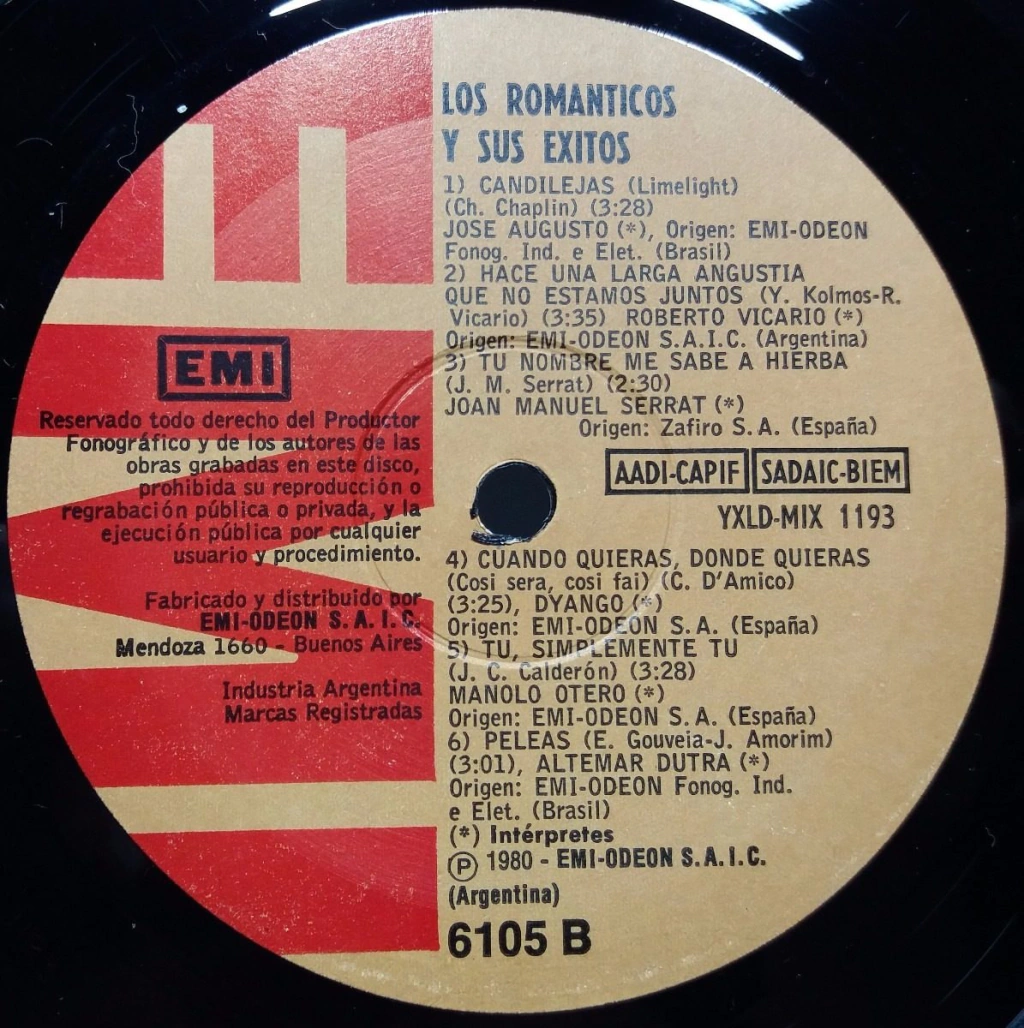 LOS ROMANTICOS
Y SUS EXITOS
1) CANDILEJAS (Limelight)
(Ch. Chaplin) (3:28)
JOSE AUGUSTO (*), Origen: EMI-ODEON
Fonog. Ind. e Elet. (Brasil)
2) HACE UNA LARGA ANGUSTIA
QUE NO ESTAMOS JUNTOS (Y. Kolmos-R.
Vicario) (3:35) ROBERTO VICARIO (*)
Origen: EMI-ODEON S.A.I.C. (Argentina)
3) TU NOMBRE ME SABE A HIERBA
(J. M. Serrat) (2:30)
JOAN MANUEL SERRAT (*)
Origen: Zafiro S.A. (España)
AADI-CAPIF SADAIC-BIEM
YXLD-MIX 1193
4) CUANDO QUIERAS, DONDE QUIERAS
(Cosi sera, cosi fai) (C. D'Amico)
(3:25), DYANGO (*)
Origen: EMI-ODEON S.A. (España)
5) TU, SIMPLEMENTE TU
(J. C. Calderón) (3:28)
MANOLO OTERO (*)
Origen: EMI-ODEON S.A. (España)
6) PELEAS (E. Gouveia-J. Amorim)
(3:01), ALTEMAR DUTRA (*)
Origen: EMI-ODEON Fonog. Ind.
e Elet. (Brasil)
(*) Intérpretes
Ⓟ 1980 - EMI-ODEON S.A.I.C.
(Argentina)
6105 B
EMI
Reservado todo derecho del Productor
Fonográfico y de los autores de las
obras grabadas en este disco,
prohibida su reproducción o
regrabación pública o privada, y la
ejecución pública por cualquier
usuario y procedimiento.
Fabricado y distribuido por
EMI-ODEON S.A.I.C.
Mendoza 1660 - Buenos Aires
Industria Argentina
Marcas Registradas